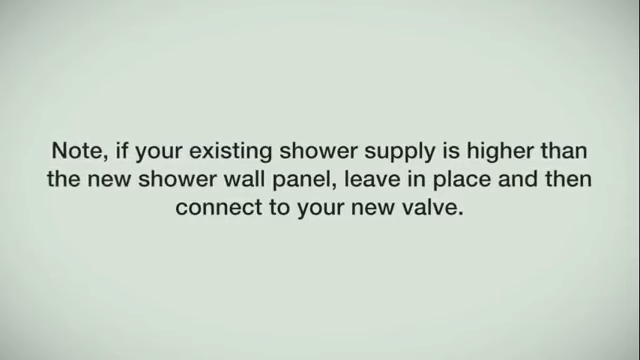 Note, if your existing shower supply is higher than
the new shower wall panel, leave in place and then
connect to your new valve.